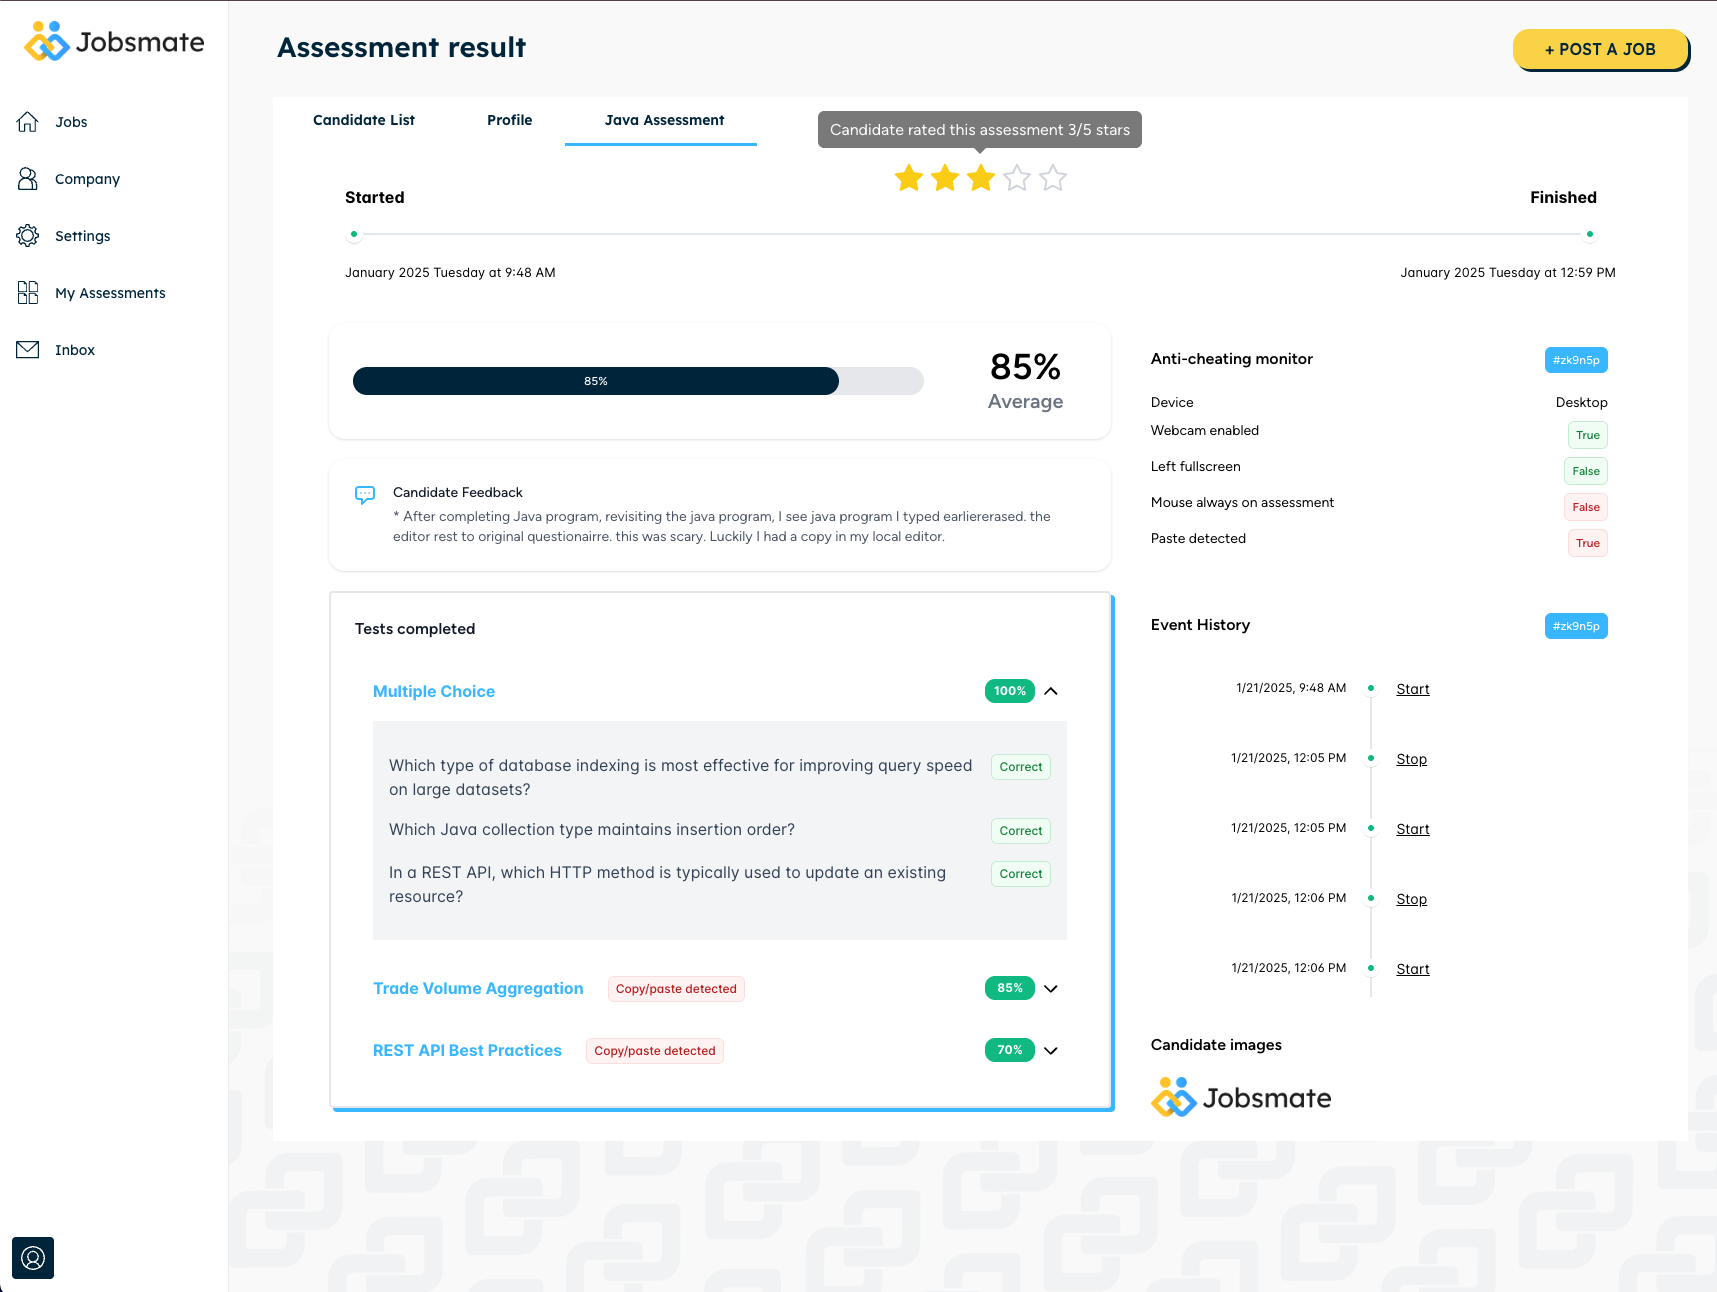 Jobsmate
Jobs
Company
Settings
My Assessments
Inbox
Assessment result
+ POST A JOB
Candidate List
Profile
Java Assessment
Candidate rated this assessment 3/5 stars
Started
Finished
January 2025 Tuesday at 9:48 AM
January 2025 Tuesday at 12:59 PM
85%
85%
Average
Candidate Feedback
* After completing Java program, revisiting the java program, I see java program I typed earliererased. the
editor rest to original questionairre. this was scary. Luckily I had a copy in my local editor.
Tests completed
Multiple Choice
100%
Which type of database indexing is most effective for improving query speed
on large datasets?
Correct
Which Java collection type maintains insertion order?
Correct
In a REST API, which HTTP method is typically used to update an existing
resource?
Correct
Trade Volume Aggregation
Copy/paste detected
85%
REST API Best Practices
Copy/paste detected
70%
Anti-cheating monitor
#zk9n5p
Device
Desktop
Webcam enabled
True
Left fullscreen
False
Mouse always on assessment
False
Paste detected
True
Event History
#zk9n5p
1/21/2025, 9:48 AM
Start
1/21/2025, 12:05 PM
Stop
1/21/2025, 12:05 PM
Start
1/21/2025, 12:06 PM
Stop
1/21/2025, 12:06 PM
Start
Candidate images
Jobsmate